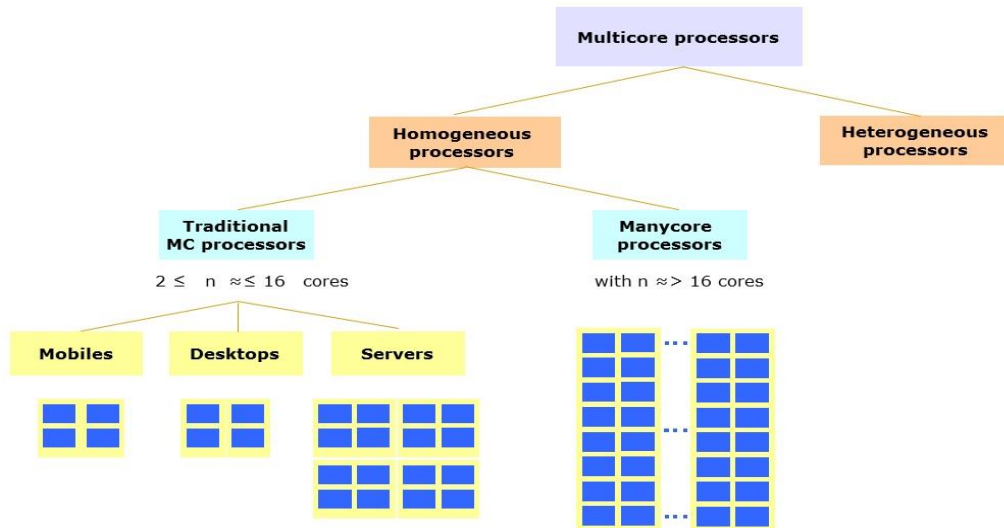 Multicore processors
Homogeneous
processors
Heterogeneous
processors
Traditional
MC processors
Manycore
processors
2 ≤ n ≈≤ 16 cores
with n ≈> 16 cores
Mobiles
Desktops
Servers